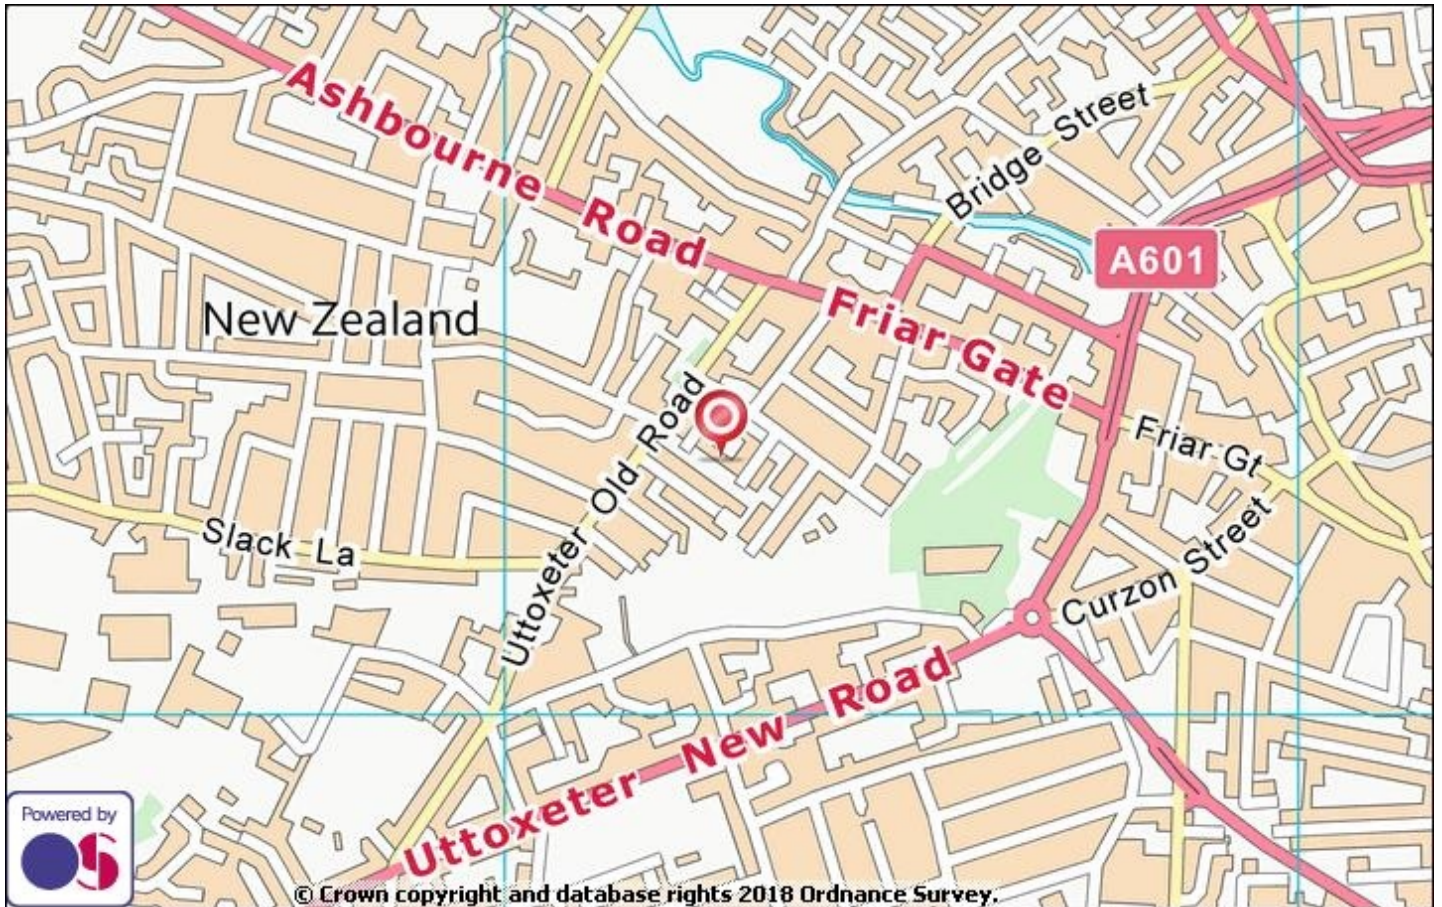 Ashbourne Road
Bridge Street
A601
New Zealand
Friar Gate
Uttoxeter Old Road
Friar Gt
Slack La
Curzon Street
Uttoxeter New Road
Powered by
OS
© Crown copyright and database rights 2018 Ordnance Survey.